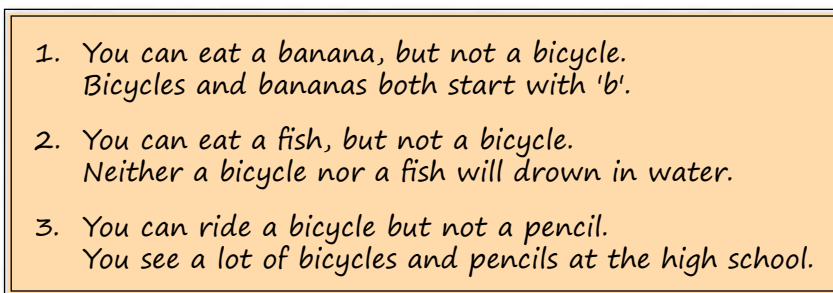 1. You can eat a banana, but not a bicycle.
Bicycles and bananas both start with 'b'.
2. You can eat a fish, but not a bicycle.
Neither a bicycle nor a fish will drown in water.
3. You can ride a bicycle but not a pencil.
You see a lot of bicycles and pencils at the high school.